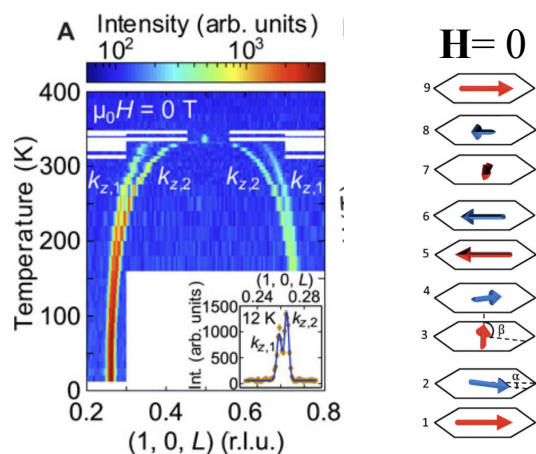 A
Intensity (arb. units)
10² 10³
H= 0
400
300
200
100
0
Temperature (K)
μ₀H = 0 T
k_z,1 k_z,2 k_z,2 k_z,1
(1, 0, L)
0.24 0.28
1500
1000
500
0
Int. (arb. units)
12 K
k_z,1 k_z,2
0.2 0.4 0.6 0.8
(1, 0, L) (r.l.u.)
9
8
7
6
5
4
3 β
2 α
1